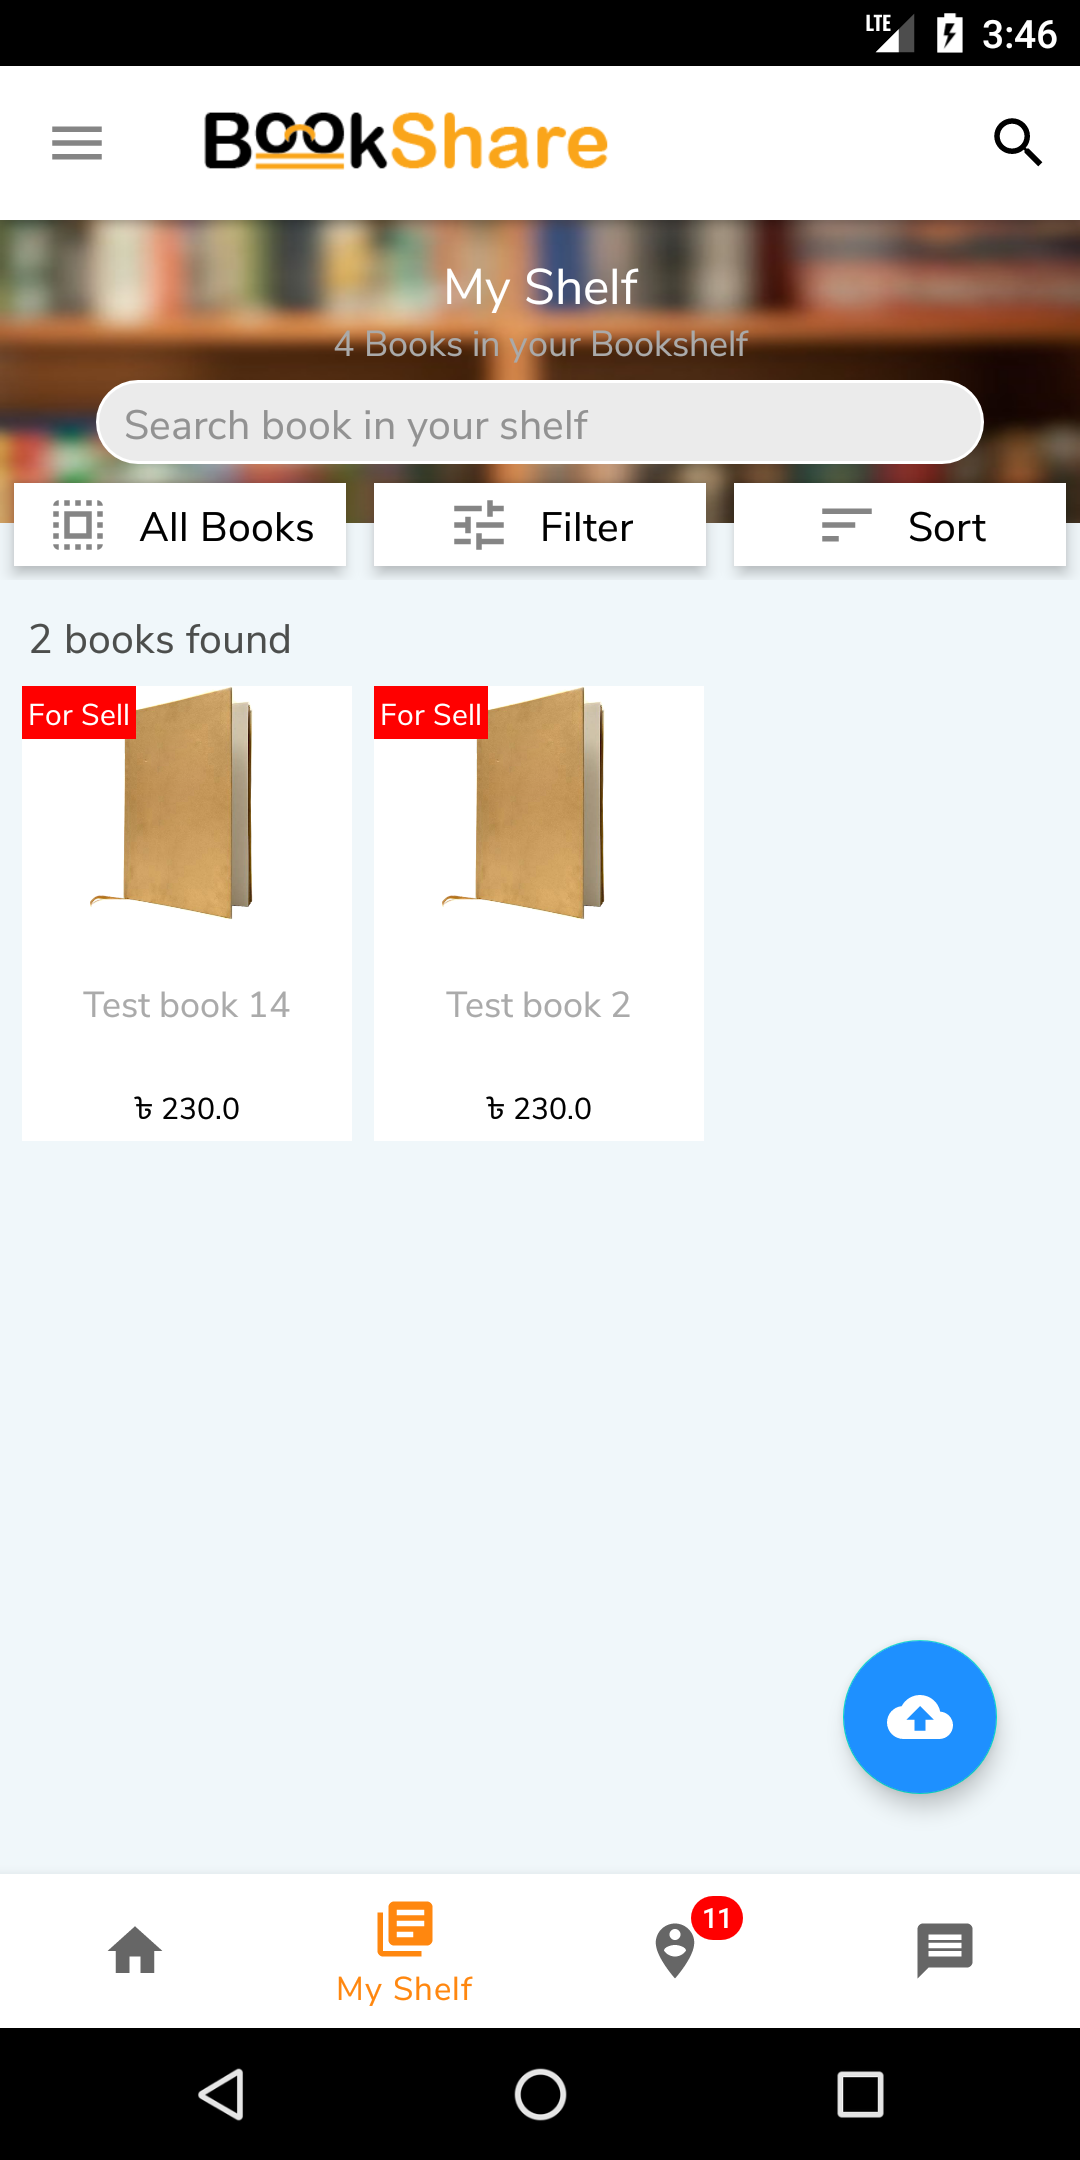 LTE 3:46
BookShare
My Shelf
4 Books in your Bookshelf
Search book in your shelf
All Books Filter Sort
2 books found
For Sell For Sell
Test book 14 Test book 2
৳ 230.0 ৳ 230.0
11
My Shelf